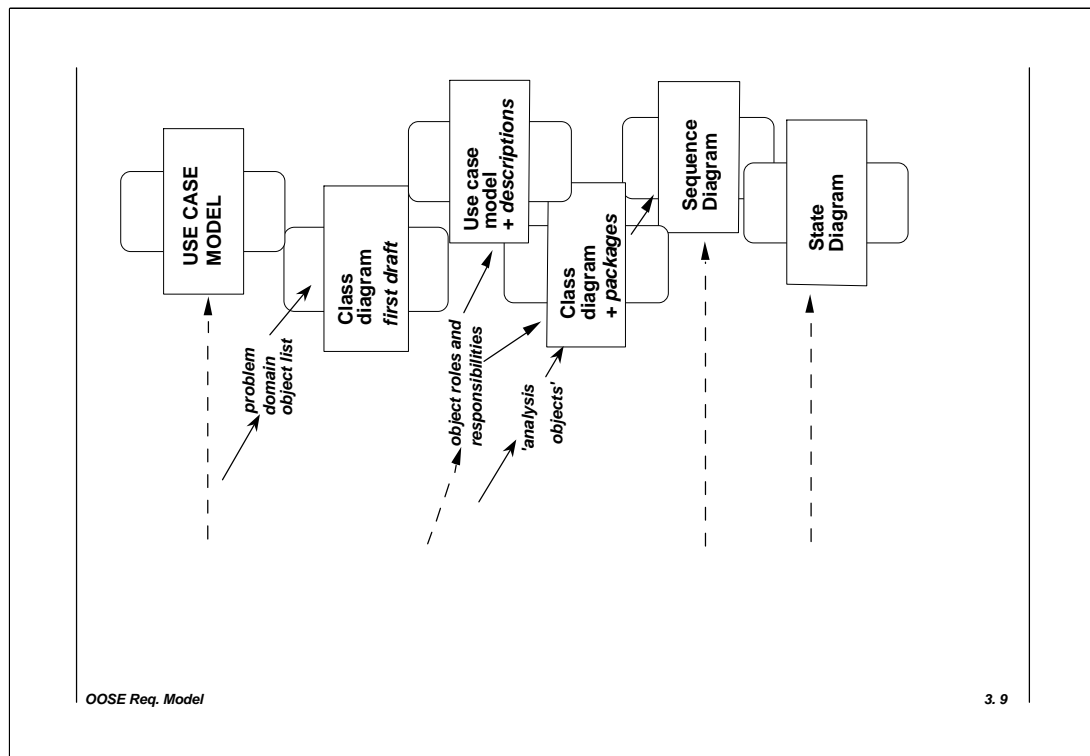 USE CASE
MODEL
problem
domain
object list
Class
diagram
first draft
Use case
model
+ descriptions
object roles and
responsibilities
'analysis
objects'
Class
diagram
+ packages
Sequence
Diagram
State
Diagram
OOSE Req. Model
3. 9